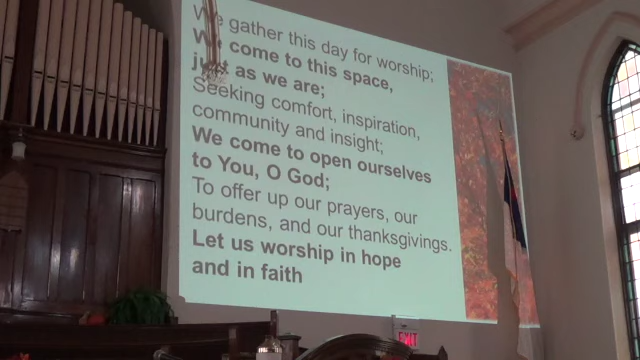 We gather this day for worship;
We come to this space,
just as we are;
Seeking comfort, inspiration,
community and insight;
We come to open ourselves
to You, O God;
To offer up our prayers, our
burdens, and our thanksgivings.
Let us worship in hope
and in faith
EXIT